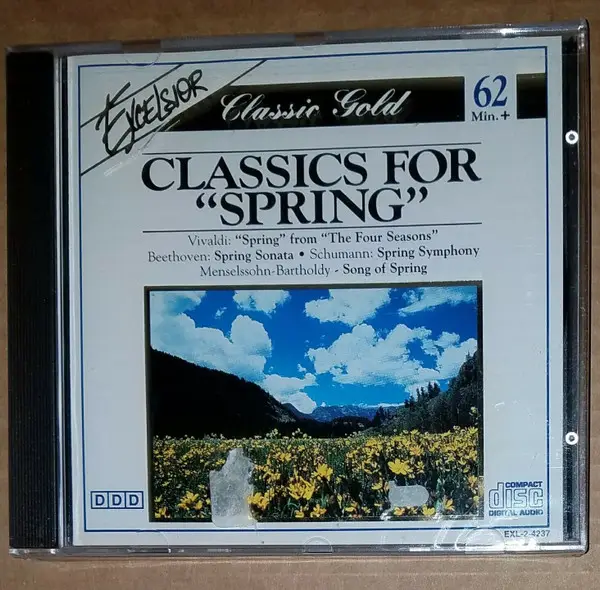 EXCELSIOR
Classic Gold
62
Min.+
CLASSICS FOR
“SPRING”
Vivaldi: “Spring” from “The Four Seasons”
Beethoven: Spring Sonata • Schumann: Spring Symphony
Menselssohn-Bartholdy - Song of Spring
DDD
COMPACT
disc
DIGITAL AUDIO
EXL-2-4237